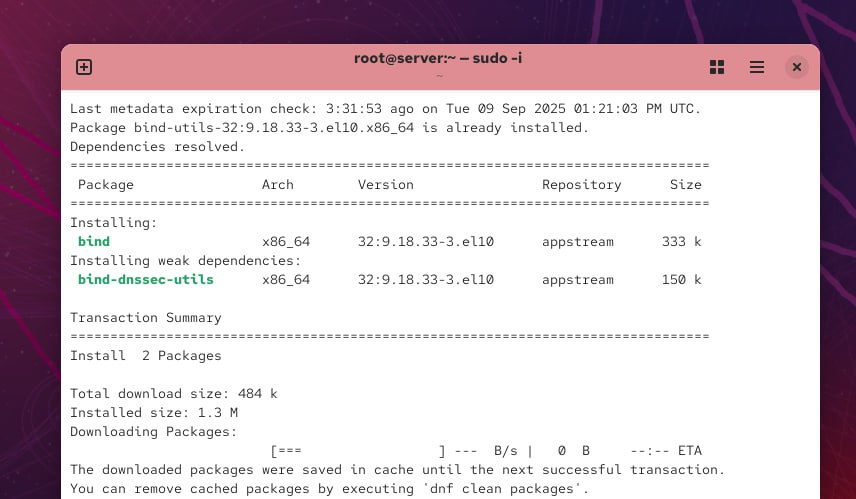 root@server:~ — sudo -i
~
Last metadata expiration check: 3:31:53 ago on Tue 09 Sep 2025 01:21:03 PM UTC.
Package bind-utils-32:9.18.33-3.el10.x86_64 is already installed.
Dependencies resolved.
================================================================================
Package Arch Version Repository Size
================================================================================
Installing:
bind x86_64 32:9.18.33-3.el10 appstream 333 k
Installing weak dependencies:
bind-dnssec-utils x86_64 32:9.18.33-3.el10 appstream 150 k
Transaction Summary
================================================================================
Install 2 Packages
Total download size: 484 k
Installed size: 1.3 M
Downloading Packages:
[=== ] --- B/s | 0 B --:-- ETA
The downloaded packages were saved in cache until the next successful transaction.
You can remove cached packages by executing `dnf clean packages`.